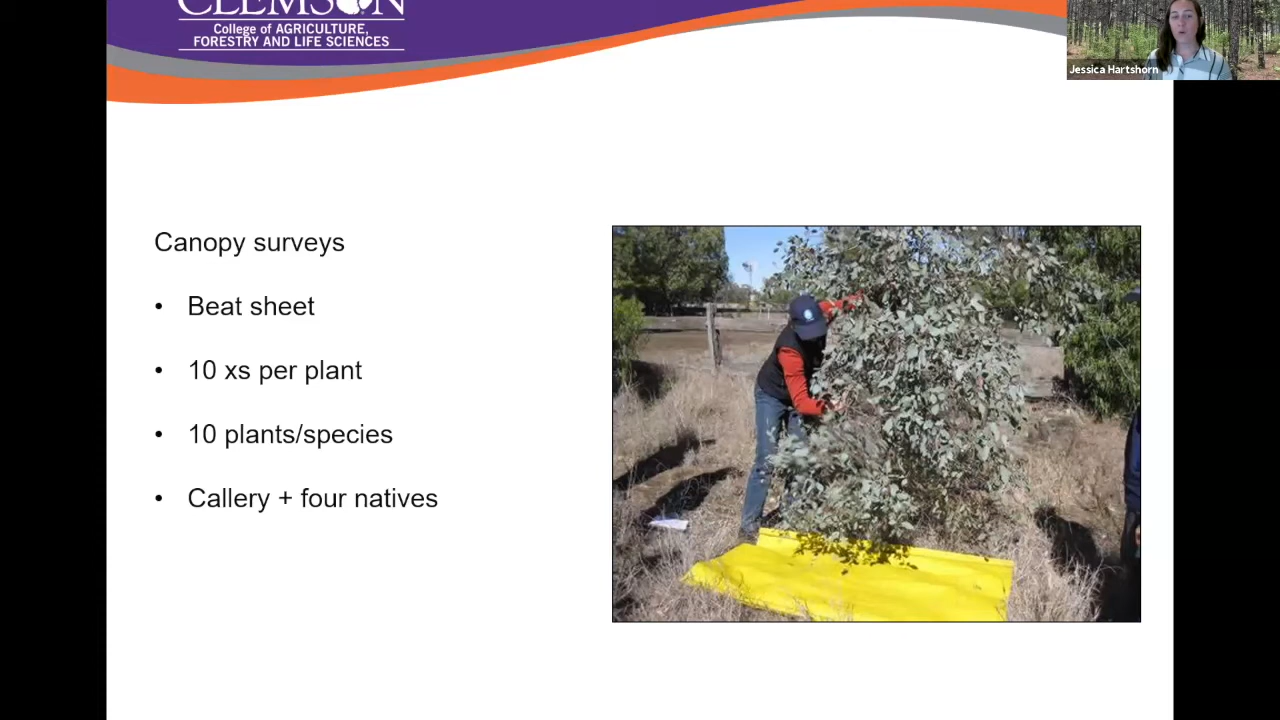 CLEMSON
College of AGRICULTURE,
FORESTRY AND LIFE SCIENCES
Jessica Hartshorn
Canopy surveys
• Beat sheet
• 10 xs per plant
• 10 plants/species
• Callery + four natives